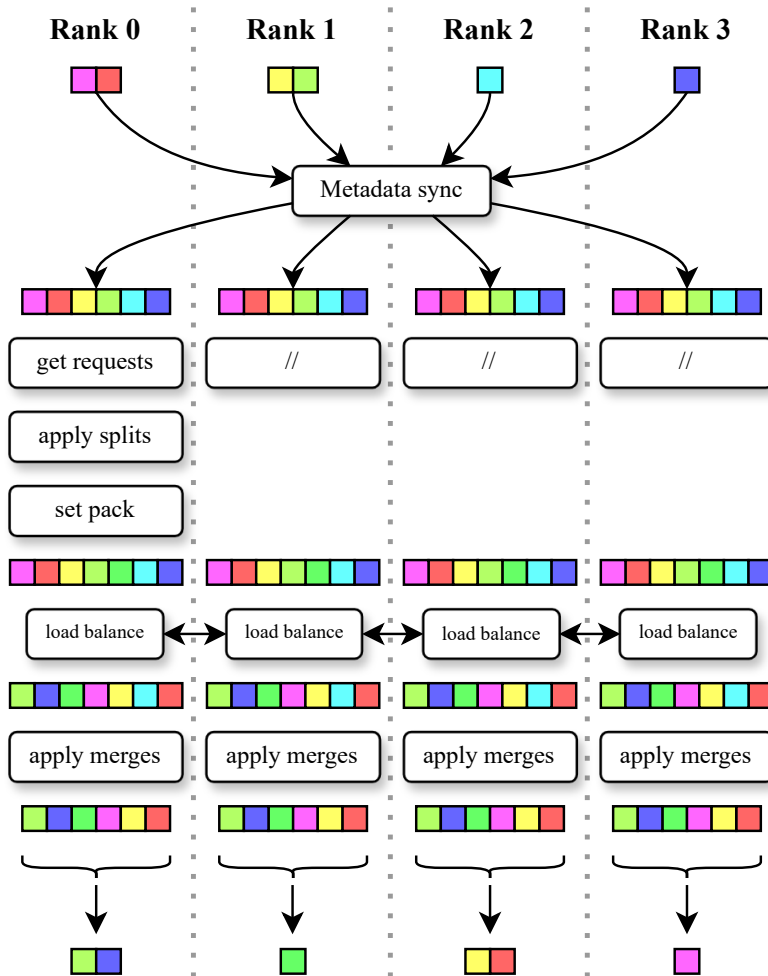 Rank 0 Rank 1 Rank 2 Rank 3
Metadata sync
get requests // // //
apply splits
set pack
load balance load balance load balance load balance
apply merges apply merges apply merges apply merges